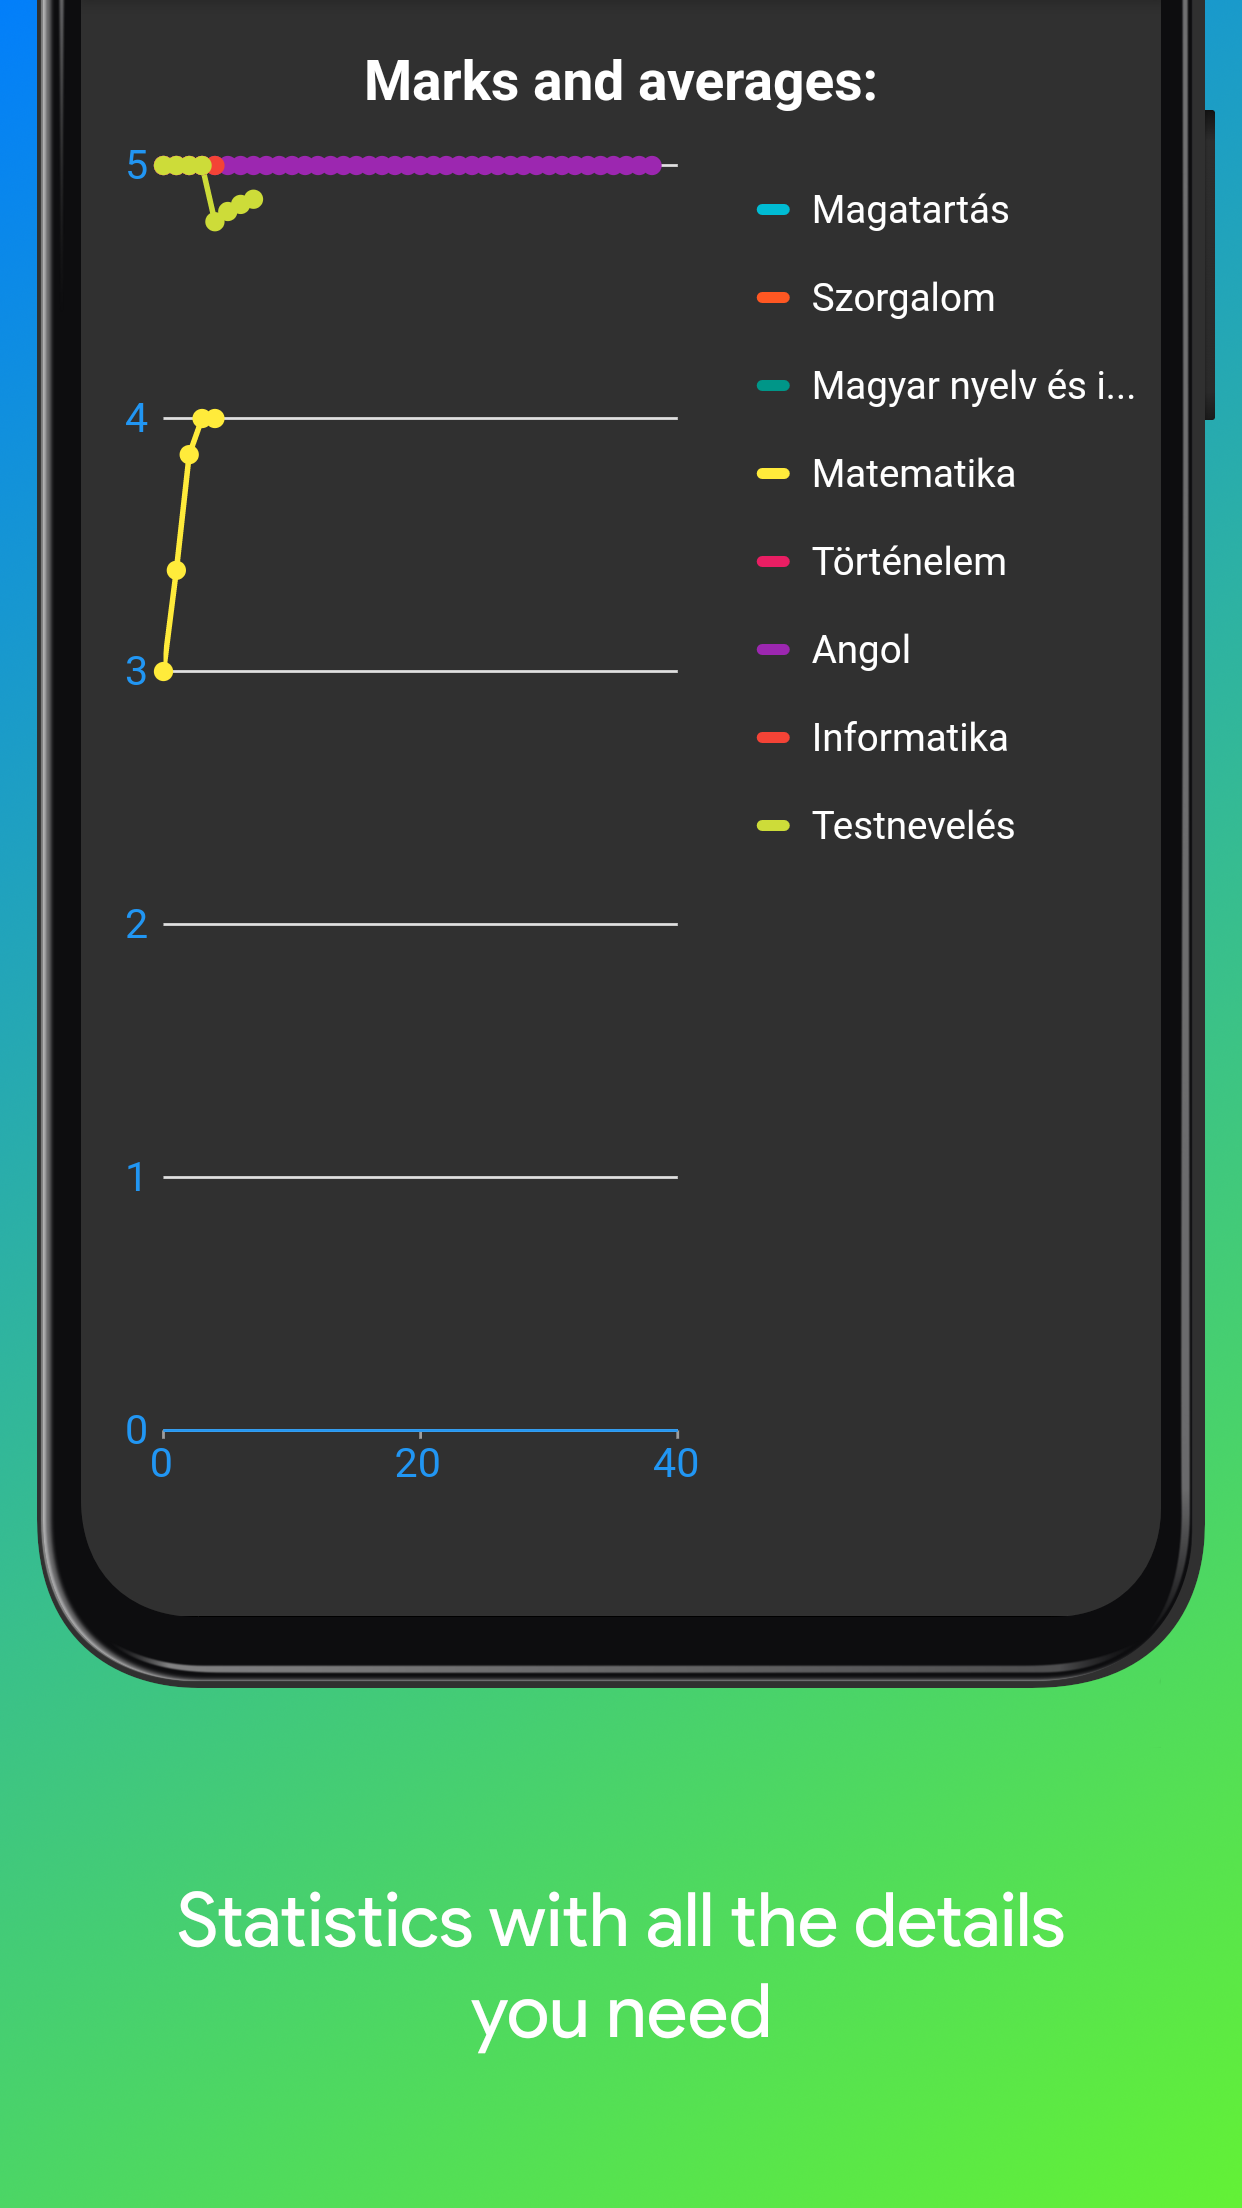 Marks and averages:
5
4
3
2
1
0
0 20 40
Magatartás
Szorgalom
Magyar nyelv és i...
Matematika
Történelem
Angol
Informatika
Testnevelés
Statistics with all the details
you need